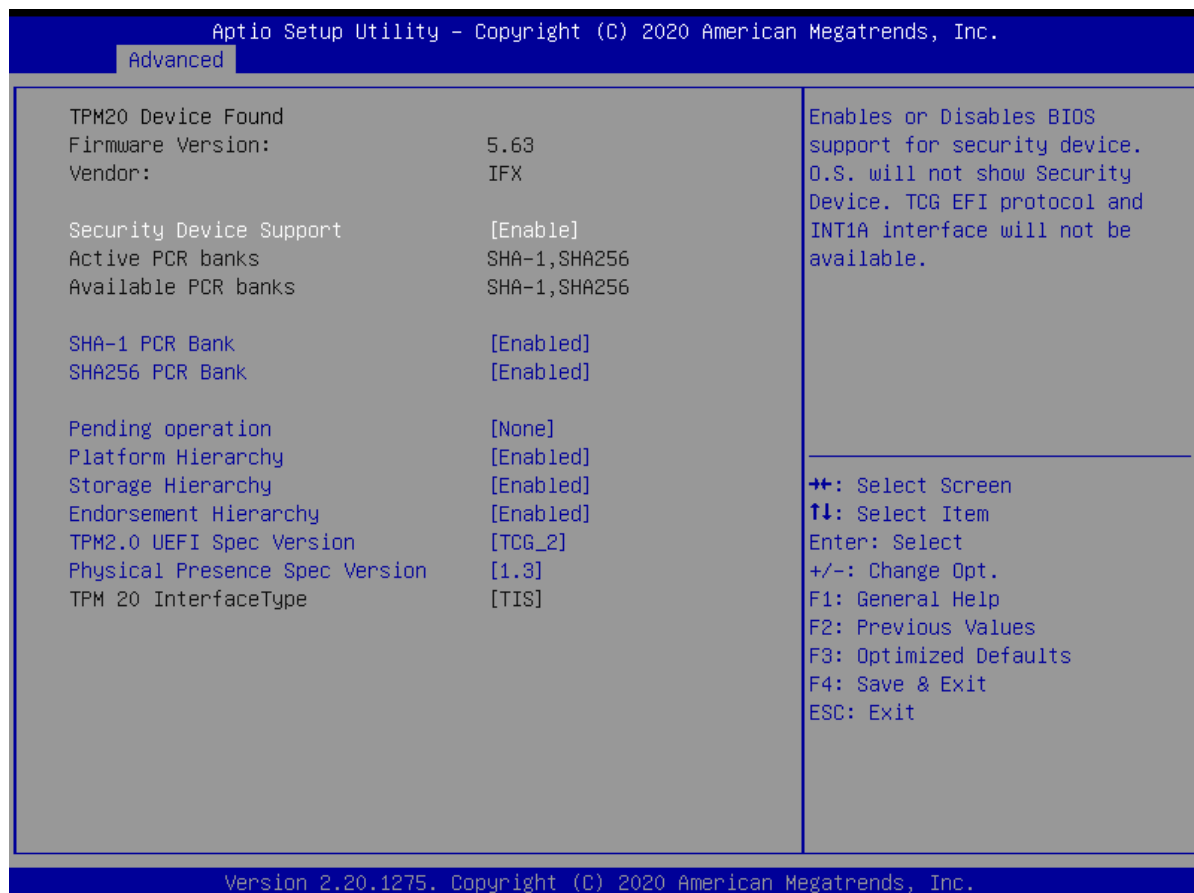 Aptio Setup Utility – Copyright (C) 2020 American Megatrends, Inc.
Advanced
TPM20 Device Found
Firmware Version: 5.63
Vendor: IFX
Security Device Support [Enable]
Active PCR banks SHA-1,SHA256
Available PCR banks SHA-1,SHA256
SHA-1 PCR Bank [Enabled]
SHA256 PCR Bank [Enabled]
Pending operation [None]
Platform Hierarchy [Enabled]
Storage Hierarchy [Enabled]
Endorsement Hierarchy [Enabled]
TPM2.0 UEFI Spec Version [TCG_2]
Physical Presence Spec Version [1.3]
TPM 20 InterfaceType [TIS]
Enables or Disables BIOS
support for security device.
O.S. will not show Security
Device. TCG EFI protocol and
INT1A interface will not be
available.
→←: Select Screen
↑↓: Select Item
Enter: Select
+/-: Change Opt.
F1: General Help
F2: Previous Values
F3: Optimized Defaults
F4: Save & Exit
ESC: Exit
Version 2.20.1275. Copyright (C) 2020 American Megatrends, Inc.